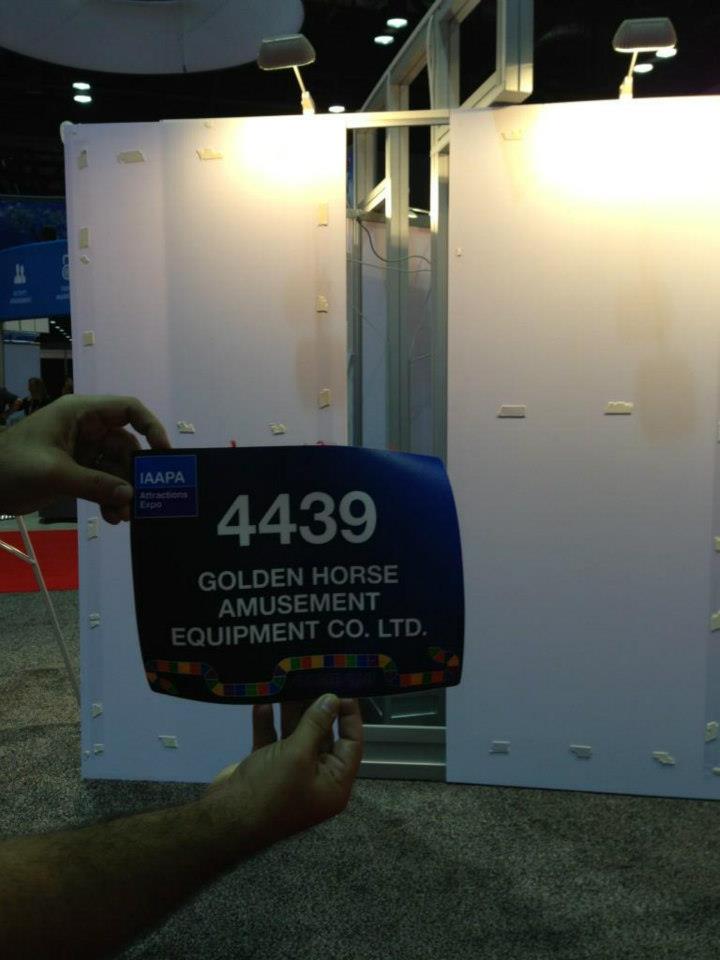 IAAPA
Attractions
Expo
4439
GOLDEN HORSE
AMUSEMENT
EQUIPMENT CO. LTD.